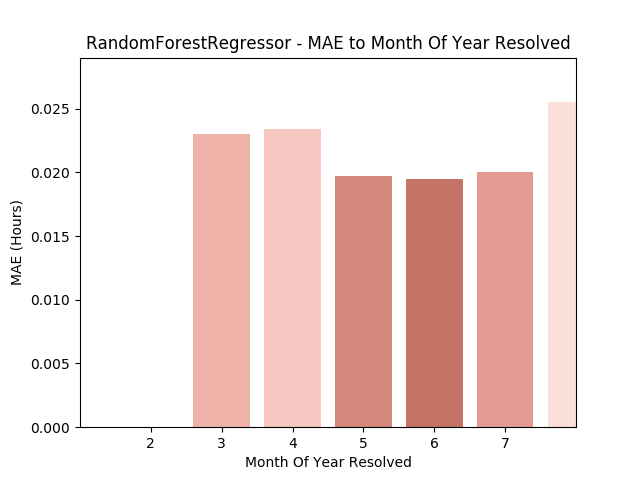 RandomForestRegressor - MAE to Month Of Year Resolved
0.025
0.020
0.015
0.010
0.005
0.000
MAE (Hours)
2 3 4 5 6 7
Month Of Year Resolved